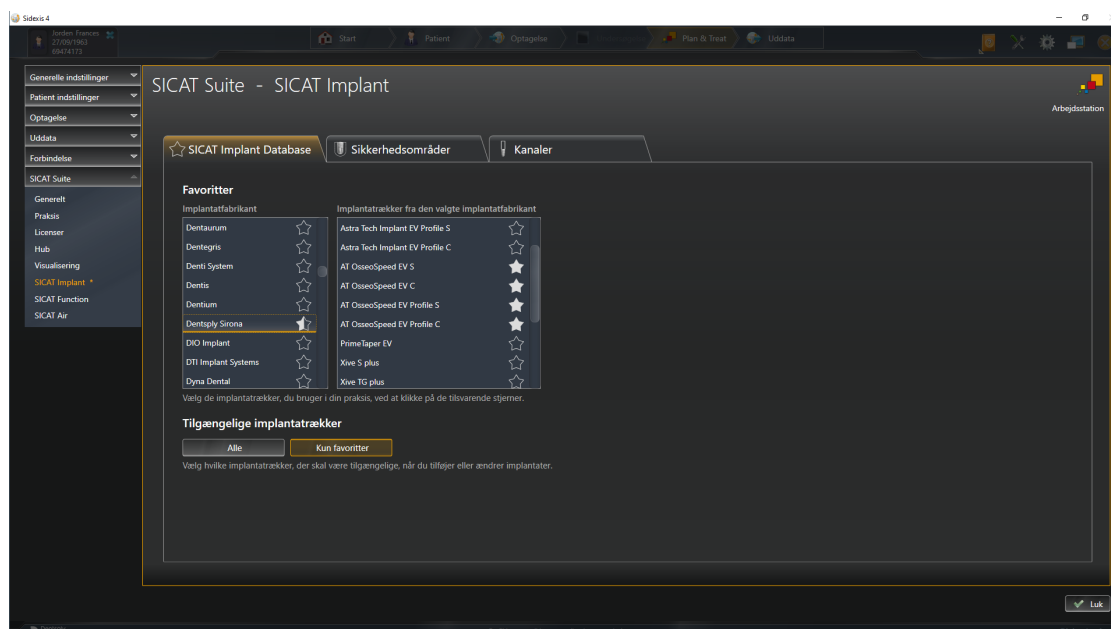 Sidexis 4
Jorden Frances
27/09/1963
69474173
Start
Patient
Optagelse
Plan & Treat
Uddata
Generelle indstillinger
Patient indstillinger
Optagelse
Uddata
Forbindelse
SICAT Suite
Generelt
Praksis
Licenser
Hub
Visualisering
SICAT Implant *
SICAT Function
SICAT Air
SICAT Suite - SICAT Implant
Arbejdsstation
SICAT Implant Database
Sikkerhedsområder
Kanaler
Favoritter
Implantatfabrikant
Implantatrækker fra den valgte implantatfabrikant
Dentaurum
Dentegris
Denti System
Dentis
Dentium
Dentsply Sirona
DIO Implant
DTI Implant Systems
Dyna Dental
Astra Tech Implant EV Profile S
Astra Tech Implant EV Profile C
AT OsseoSpeed EV S
AT OsseoSpeed EV C
AT OsseoSpeed EV Profile S
AT OsseoSpeed EV Profile C
PrimeTaper EV
Xive S plus
Xive TG plus
Vælg de implantatrækker, du bruger i din praksis, ved at klikke på de tilsvarende stjerner.
Tilgængelige implantatrækker
Alle
Kun favoritter
Vælg hvilke implantatrækker, der skal være tilgængelige, når du tilføjer eller ændrer implantater.
Luk